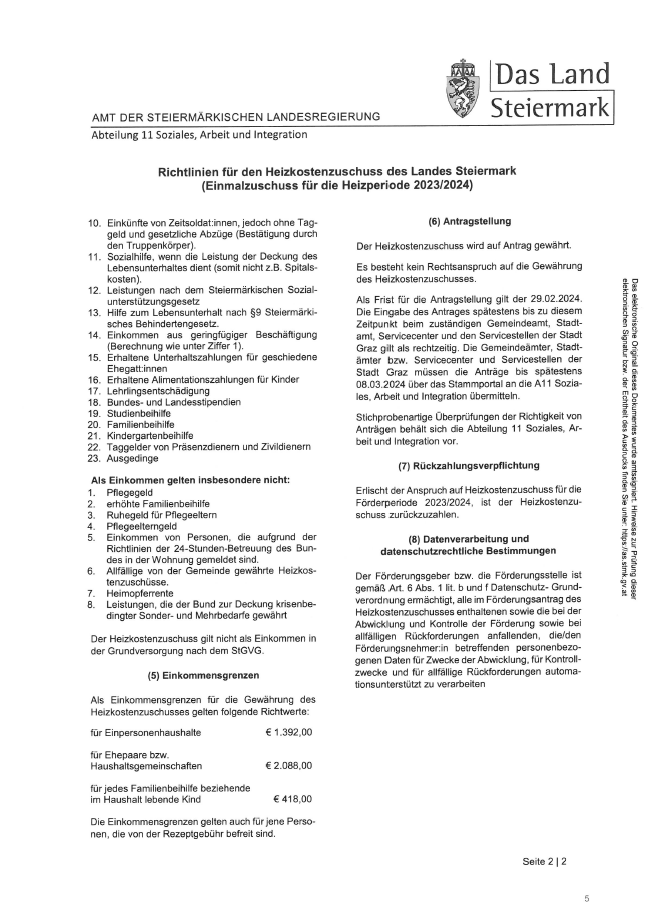 Das Land
Steiermark
AMT DER STEIERMÄRKISCHEN LANDESREGIERUNG
Abteilung 11 Soziales, Arbeit und Integration
Richtlinien für den Heizkostenzuschuss des Landes Steiermark
(Einmalzuschuss für die Heizperiode 2023/2024)
10. Einkünfte von Zeitsoldat:innen, jedoch ohne Tag-
geld und gesetzliche Abzüge (Bestätigung durch
den Truppenkörper).
11. Sozialhilfe, wenn die Leistung der Deckung des
Lebensunterhaltes dient (somit nicht z.B. Spitals-
kosten).
12. Leistungen nach dem Steiermärkischen Sozial-
unterstützungsgesetz
13. Hilfe zum Lebensunterhalt nach §9 Steiermärki-
sches Behindertengesetz.
14. Einkommen aus geringfügiger Beschäftigung
(Berechnung wie unter Ziffer 1).
15. Erhaltene Unterhaltszahlungen für geschiedene
Ehegatt:innen
16. Erhaltene Alimentationszahlungen für Kinder
17. Lehrlingsentschädigung
18. Bundes- und Landesstipendien
19. Studienbeihilfe
20. Familienbeihilfe
21. Kindergartenbeihilfe
22. Taggelder von Präsenzdienern und Zivildienern
23. Ausgedinge
Als Einkommen gelten insbesondere nicht:
1. Pflegegeld
2. erhöhte Familienbeihilfe
3. Ruhegeld für Pflegeeltern
4. Pflegeelterngeld
5. Einkommen von Personen, die aufgrund der
Richtlinien der 24-Stunden-Betreuung des Bun-
des in der Wohnung gemeldet sind.
6. Allfällige von der Gemeinde gewährte Heizkos-
tenzuschüsse.
7. Heimopferrente
8. Leistungen, die der Bund zur Deckung krisenbe-
dingter Sonder- und Mehrbedarfe gewährt
Der Heizkostenzuschuss gilt nicht als Einkommen in
der Grundversorgung nach dem StGVG.
(5) Einkommensgrenzen
Als Einkommensgrenzen für die Gewährung des
Heizkostenzuschusses gelten folgende Richtwerte:
für Einpersonenhaushalte € 1.392,00
für Ehepaare bzw.
Haushaltsgemeinschaften € 2.088,00
für jedes Familienbeihilfe beziehende
im Haushalt lebende Kind € 418,00
Die Einkommensgrenzen gelten auch für jene Perso-
nen, die von der Rezeptgebühr befreit sind.
(6) Antragstellung
Der Heizkostenzuschuss wird auf Antrag gewährt.
Es besteht kein Rechtsanspruch auf die Gewährung
des Heizkostenzuschusses.
Als Frist für die Antragstellung gilt der 29.02.2024.
Die Eingabe des Antrages spätestens bis zu diesem
Zeitpunkt beim zuständigen Gemeindeamt, Stadt-
amt, Servicecenter und den Servicestellen der Stadt
Graz gilt als rechtzeitig. Die Gemeindeämter, Stadt-
ämter bzw. Servicecenter und Servicestellen der
Stadt Graz müssen die Anträge bis spätestens
08.03.2024 über das Stammportal an die A11 Sozia-
les, Arbeit und Integration übermitteln.
Stichprobenartige Überprüfungen der Richtigkeit von
Anträgen behält sich die Abteilung 11 Soziales, Ar-
beit und Integration vor.
(7) Rückzahlungsverpflichtung
Erlischt der Anspruch auf Heizkostenzuschuss für die
Förderperiode 2023/2024, ist der Heizkostenzu-
schuss zurückzuzahlen.
(8) Datenverarbeitung und
datenschutzrechtliche Bestimmungen
Der Förderungsgeber bzw. die Förderungsstelle ist
gemäß Art. 6 Abs. 1 lit. b und f Datenschutz- Grund-
verordnung ermächtigt, alle im Förderungsantrag des
Heizkostenzuschusses enthaltenen sowie die bei der
Abwicklung und Kontrolle der Förderung sowie bei
allfälligen Rückforderungen anfallenden, die/den
Förderungsnehmer:in betreffenden personenbezo-
genen Daten für Zwecke der Abwicklung, für Kontroll-
zwecke und für allfällige Rückforderungen automa-
tionsunterstützt zu verarbeiten
Das elektronische Original dieses Dokumentes wurde amtssigniert. Hinweise zur Prüfung dieser
elektronischen Signatur bzw. der Echtheit des Ausdrucks finden Sie unter: https://as.stmk.gv.at
Seite 2 | 2
5